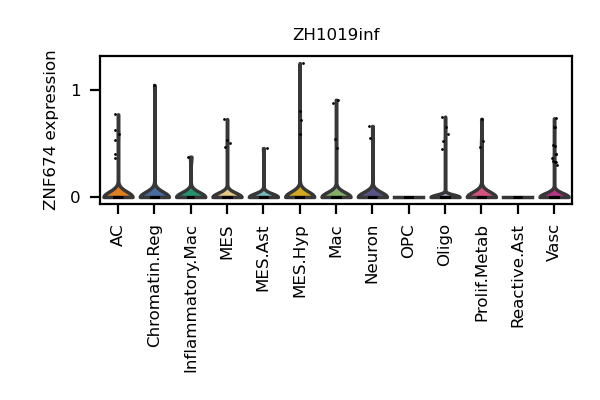 ZH1019inf
ZNF674 expression
1
0
AC
Chromatin.Reg
Inflammatory.Mac
MES
MES.Ast
MES.Hyp
Mac
Neuron
OPC
Oligo
Prolif.Metab
Reactive.Ast
Vasc